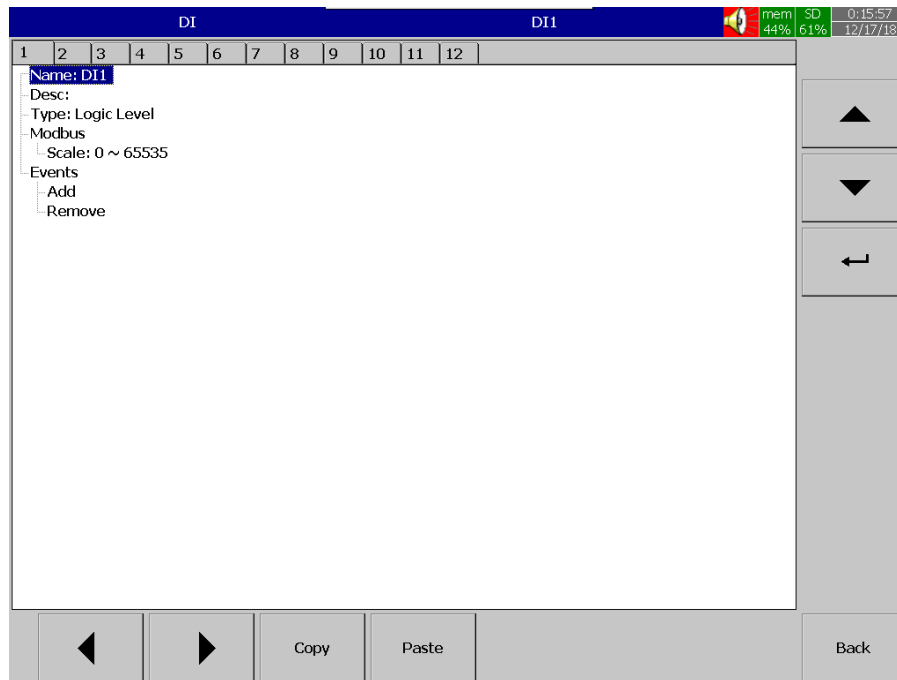 DI DI1 mem SD 0:15:57
44% 61% 12/17/18
1 2 3 4 5 6 7 8 9 10 11 12
Name: DI1
Desc:
Type: Logic Level
Modbus
Scale: 0 ~ 65535
Events
Add
Remove
Copy Paste Back